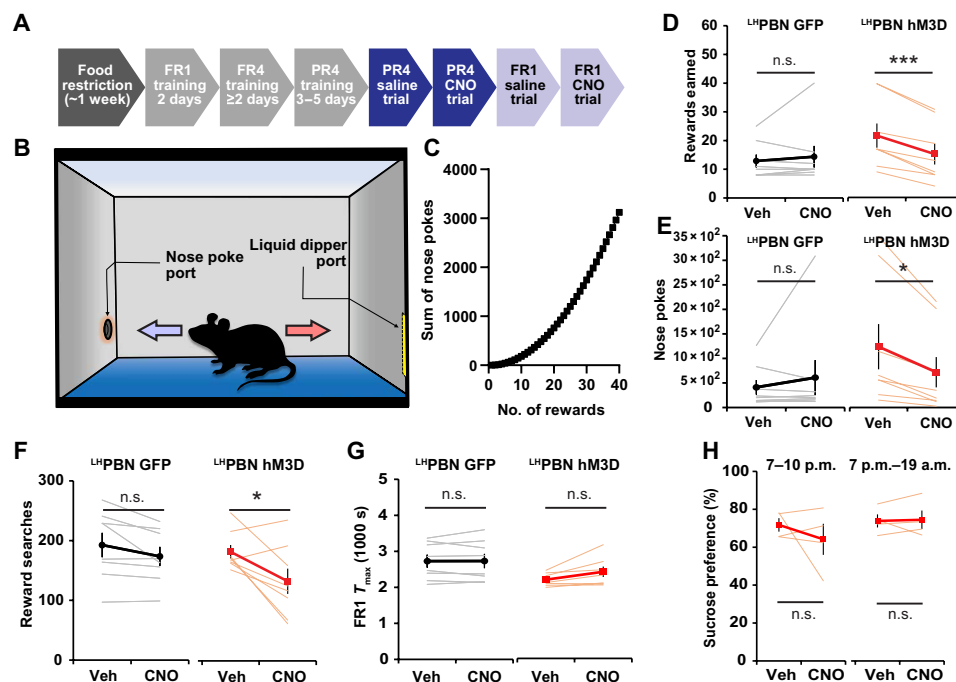 A
Food
restriction
(~1 week)
FR1
training
2 days
FR4
training
≥2 days
PR4
training
3–5 days
PR4
saline
trial
PR4
CNO
trial
FR1
saline
trial
FR1
CNO
trial
B
Nose poke
port
Liquid dipper
port
C
Sum of nose pokes
4000
3000
2000
1000
0
0 10 20 30 40
No. of rewards
D
LHPBN GFP LHPBN hM3D
Rewards earned
60
50
40
30
20
10
0
n.s. ***
Veh CNO Veh CNO
E
LHPBN GFP LHPBN hM3D
Nose pokes
35 × 10²
30 × 10²
25 × 10²
20 × 10²
15 × 10²
10 × 10²
5 × 10²
0
n.s. *
Veh CNO Veh CNO
F
LHPBN GFP LHPBN hM3D
Reward searches
300
200
100
0
n.s. *
Veh CNO Veh CNO
G
LHPBN GFP LHPBN hM3D
FR1 Tmax (1000 s)
5
4
3
2
1
0
n.s. n.s.
Veh CNO Veh CNO
H
7–10 p.m. 7 p.m.–19 a.m.
Sucrose preference (%)
100
80
60
40
20
0
n.s. n.s.
Veh CNO Veh CNO